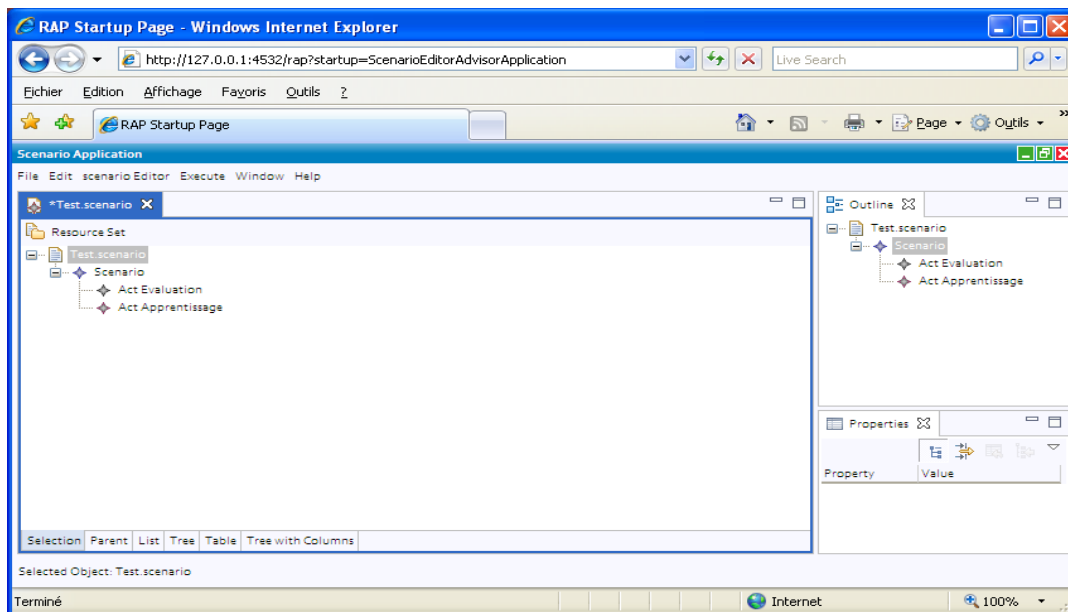 RAP Startup Page - Windows Internet Explorer
http://127.0.0.1:4532/rap?startup=ScenarioEditorAdvisorApplication
Live Search
Fichier Edition Affichage Favoris Outils ?
RAP Startup Page
Page Outils »
Scenario Application
File Edit scenarioEditor Execute Window Help
*Test.scenario
Resource Set
Test.scenario
Scenario
Act Evaluation
Act Apprentissage
Selection Parent List Tree Table Tree with Columns
Outline
Test.scenario
Scenario
Act Evaluation
Act Apprentissage
Properties
Property Value
Selected Object: Test.scenario
Terminé Internet 100%